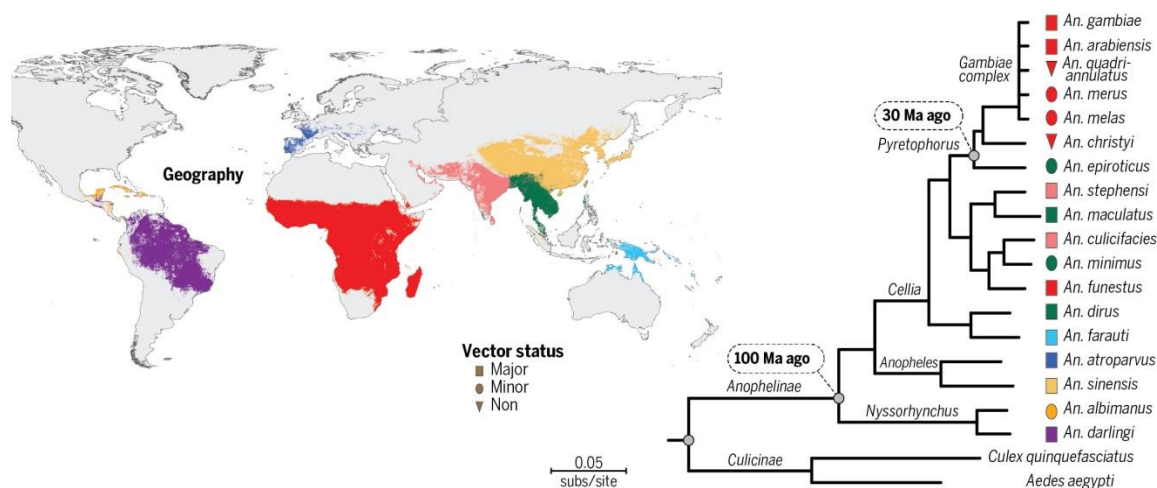 Geography
Vector status
Major
Minor
Non
0.05
subs/site
30 Ma ago
100 Ma ago
Gambiae
complex
Pyretophorus
Cellia
Anopheles
Anophelinae
Nyssorhynchus
Culicinae
An. gambiae
An. arabiensis
An. quadri-
annulatus
An. merus
An. melas
An. christyi
An. epiroticus
An. stephensi
An. maculatus
An. culicifacies
An. minimus
An. funestus
An. dirus
An. farauti
An. atroparvus
An. sinensis
An. albimanus
An. darlingi
Culex quinquefasciatus
Aedes aegypti